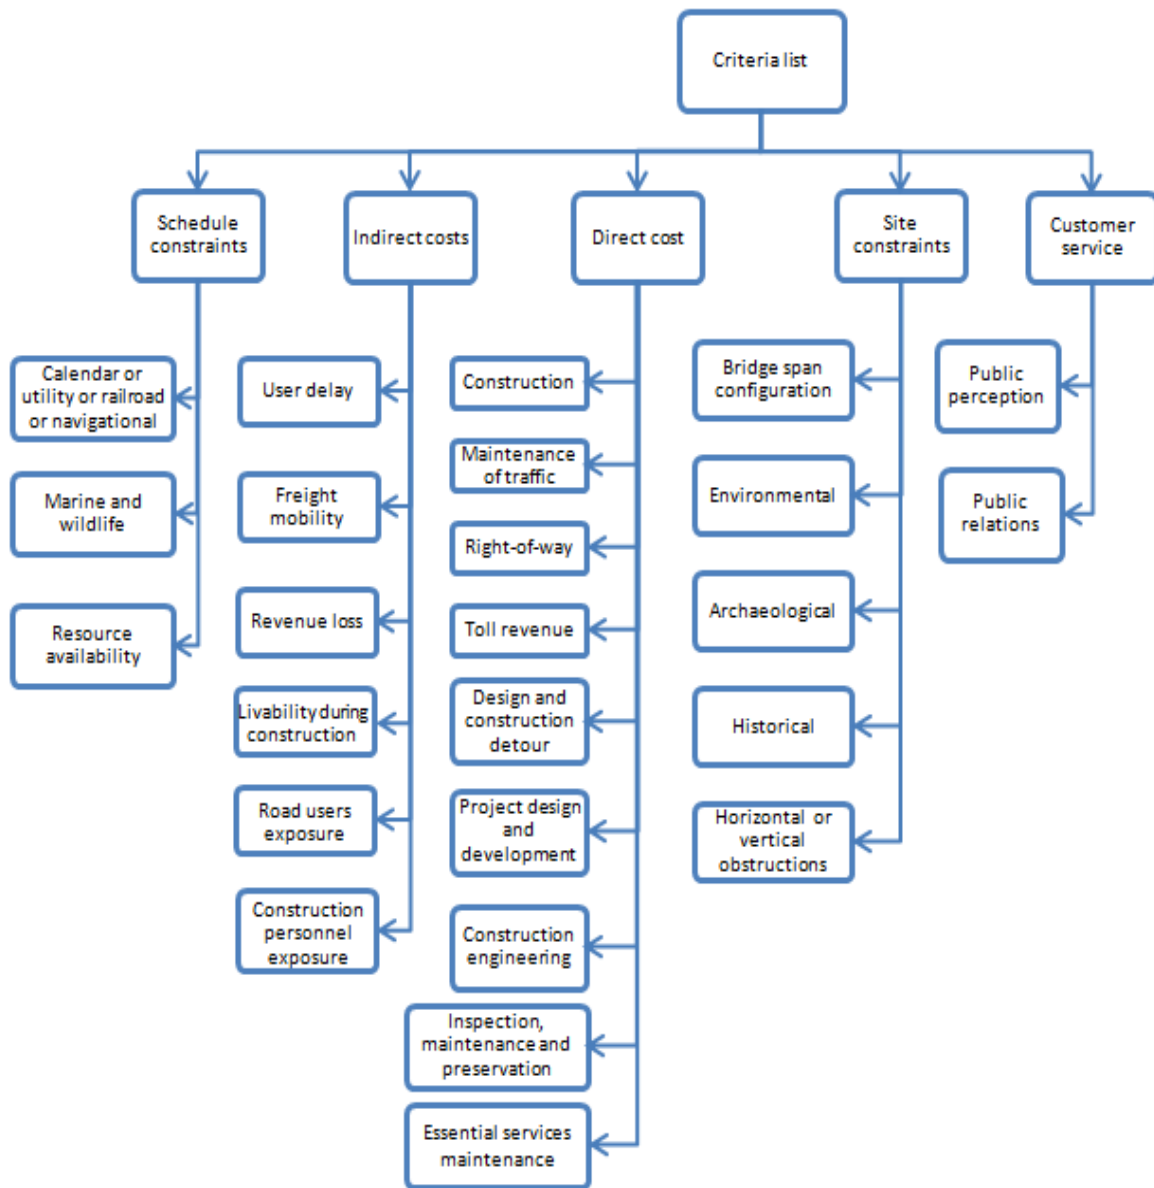 Criteria list
Schedule
constraints
Indirect costs
Direct cost
Site
constraints
Customer
service
Calendar or
utility or railroad
or navigational
Marine and
wildlife
Resource
availability
User delay
Freight
mobility
Revenue loss
Livability during
construction
Road users
exposure
Construction
personnel
exposure
Construction
Maintenance
of traffic
Right-of-way
Toll revenue
Design and
construction
detour
Project design
and
development
Construction
engineering
Inspection,
maintenance and
preservation
Essential services
maintenance
Bridge span
configuration
Environmental
Archaeological
Historical
Horizontal or
vertical
obstructions
Public
perception
Public
relations